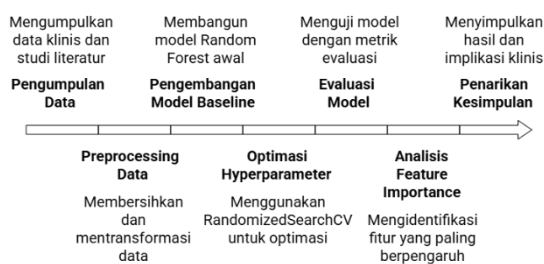 Mengumpulkan
data klinis dan
studi literatur
Pengumpulan
Data
Membangun
model Random
Forest awal
Pengembangan
Model Baseline
Menguji model
dengan metrik
evaluasi
Evaluasi
Model
Menyimpulkan
hasil dan
implikasi klinis
Penarikan
Kesimpulan
Preprocessing
Data
Membersihkan
dan
mentransformasi
data
Optimasi
Hyperparameter
Menggunakan
RandomizedSearchCV
untuk optimasi
Analisis
Feature
Importance
Mengidentifikasi
fitur yang paling
berpengaruh